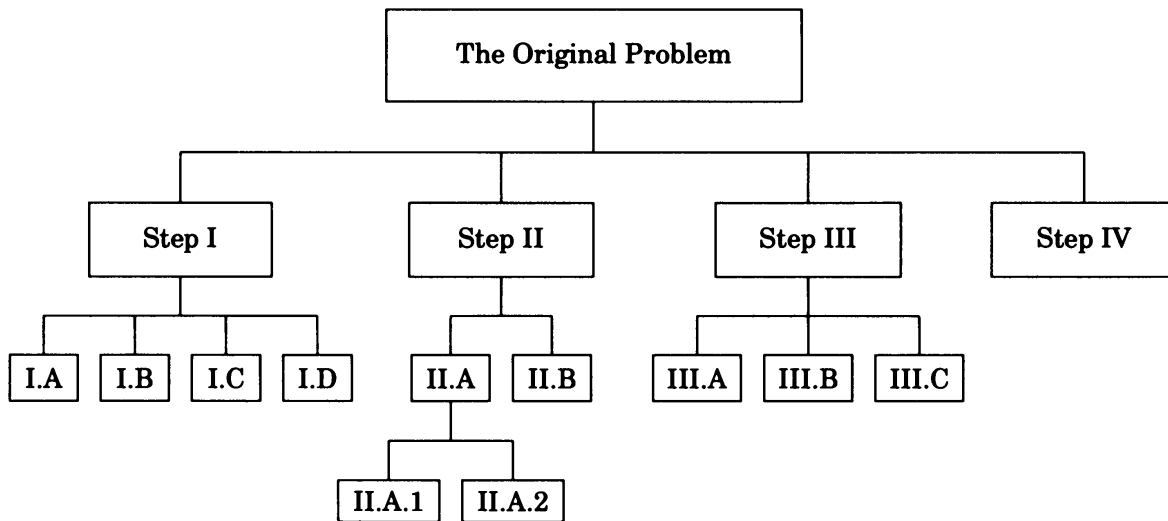 The Original Problem
Step I
Step II
Step III
Step IV
I.A
I.B
I.C
I.D
II.A
II.B
III.A
III.B
III.C
II.A.1
II.A.2